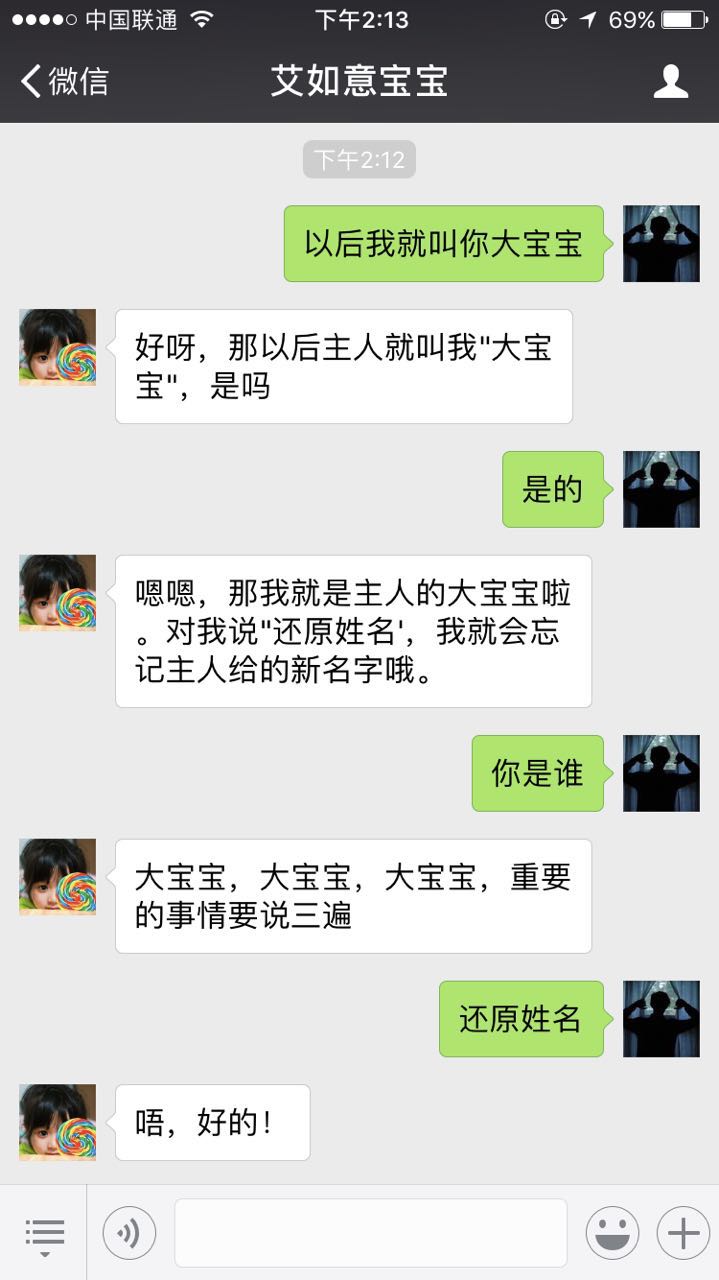 中国联通 下午2:13 69%
微信 艾如意宝宝
下午2:12
以后我就叫你大宝宝
好呀，那以后主人就叫我"大宝
宝"，是吗
是的
嗯嗯，那我就是主人的大宝宝啦
。对我说"还原姓名'，我就会忘
记主人给的新名字哦。
你是谁
大宝宝，大宝宝，大宝宝，重要
的事情要说三遍
还原姓名
唔，好的！